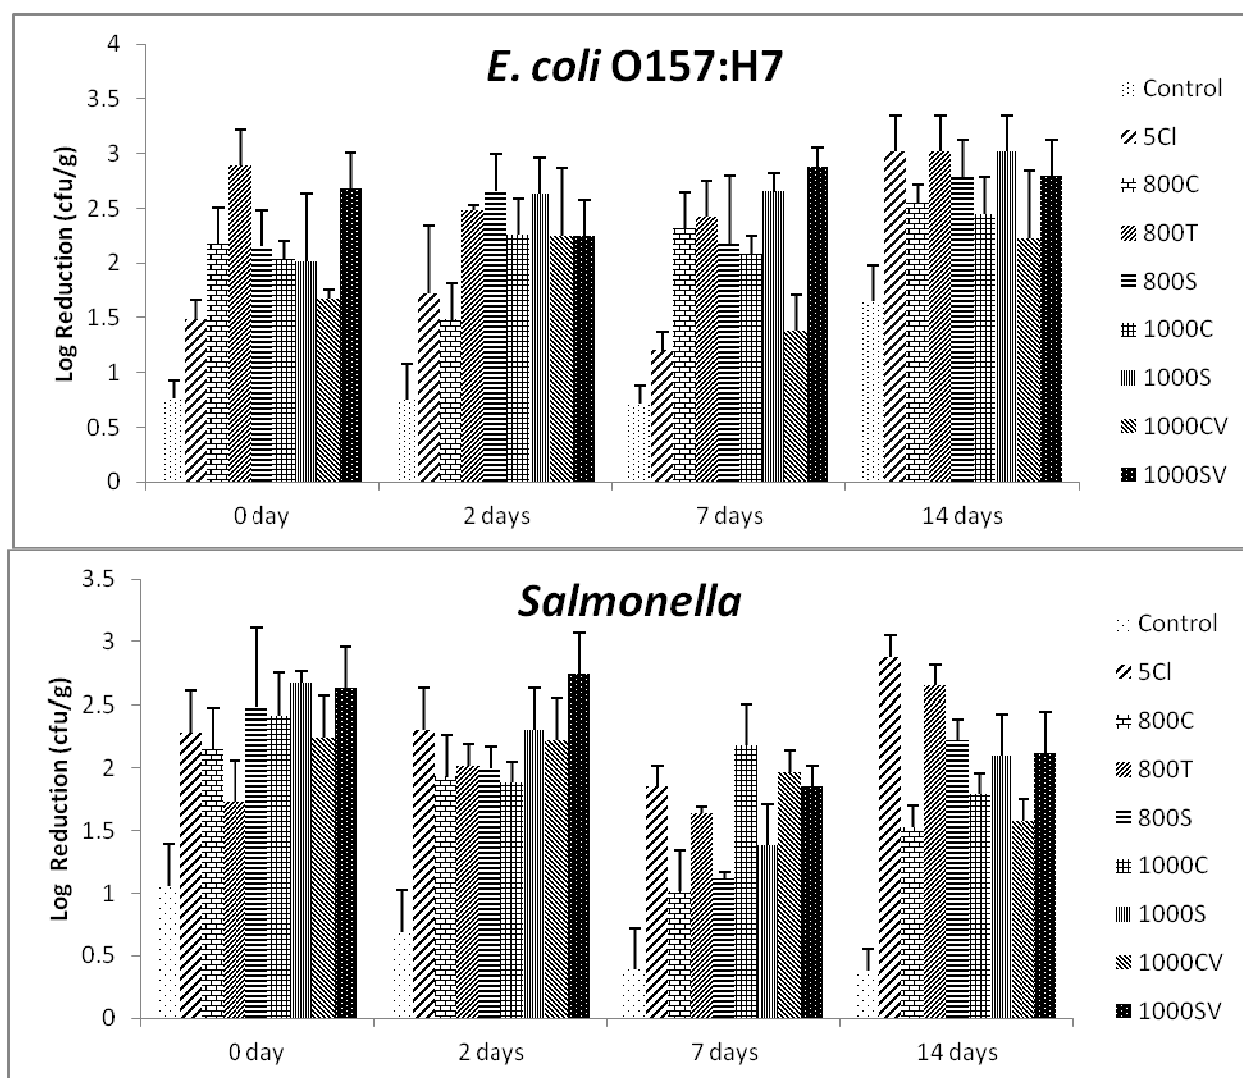 E. coli O157:H7
Log Reduction (cfu/g)
4
3.5
3
2.5
2
1.5
1
0.5
0
0 day
2 days
7 days
14 days
Control
5Cl
800C
800T
800S
1000C
1000S
1000CV
1000SV
Salmonella
Log Reduction (cfu/g)
3.5
3
2.5
2
1.5
1
0.5
0
0 day
2 days
7 days
14 days
Control
5Cl
800C
800T
800S
1000C
1000S
1000CV
1000SV